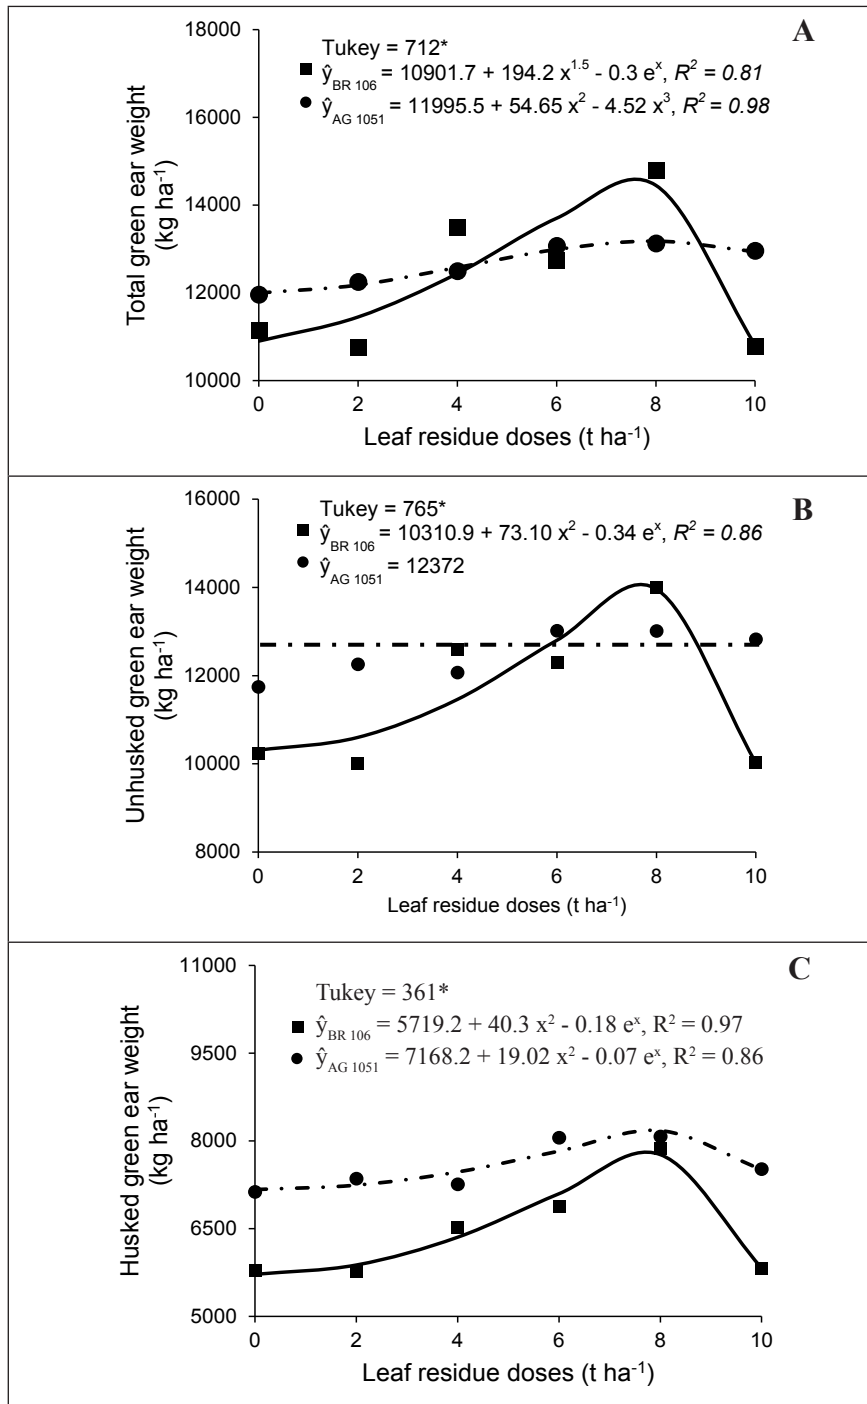 A
Tukey = 712*
■ ŷBR 106 = 10901.7 + 194.2 x^1.5 - 0.3 e^x, R² = 0.81
● ŷAG 1051 = 11995.5 + 54.65 x² - 4.52 x³, R² = 0.98
Total green ear weight
(kg ha⁻¹)
18000
16000
14000
12000
10000
0 2 4 6 8 10
Leaf residue doses (t ha⁻¹)
B
Tukey = 765*
■ ŷBR 106 = 10310.9 + 73.10 x² - 0.34 e^x, R² = 0.86
● ŷAG 1051 = 12372
Unhusked green ear weight
(kg ha⁻¹)
16000
14000
12000
10000
8000
0 2 4 6 8 10
Leaf residue doses (t ha⁻¹)
C
Tukey = 361*
■ ŷBR 106 = 5719.2 + 40.3 x² - 0.18 e^x, R² = 0.97
● ŷAG 1051 = 7168.2 + 19.02 x² - 0.07 e^x, R² = 0.86
Husked green ear weight
(kg ha⁻¹)
11000
9500
8000
6500
5000
0 2 4 6 8 10
Leaf residue doses (t ha⁻¹)